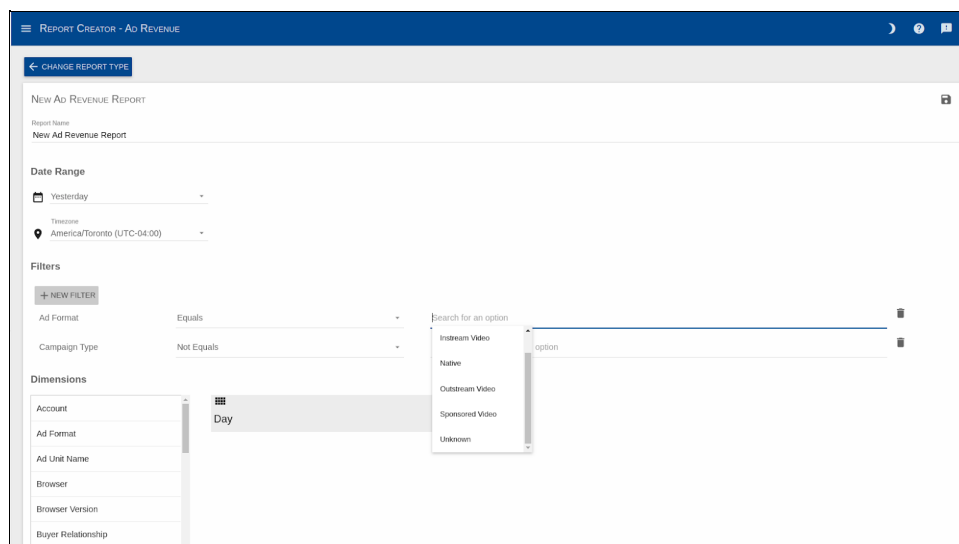 Report Creator - Ad Revenue
CHANGE REPORT TYPE
New Ad Revenue Report
Report Name
New Ad Revenue Report
Date Range
Yesterday
Timezone
America/Toronto (UTC-04:00)
Filters
NEW FILTER
Ad Format Equals Search for an option
Campaign Type Not Equals option
Instream Video
Native
Outstream Video
Sponsored Video
Unknown
Dimensions
Account
Ad Format
Ad Unit Name
Browser
Browser Version
Buyer Relationship
Day